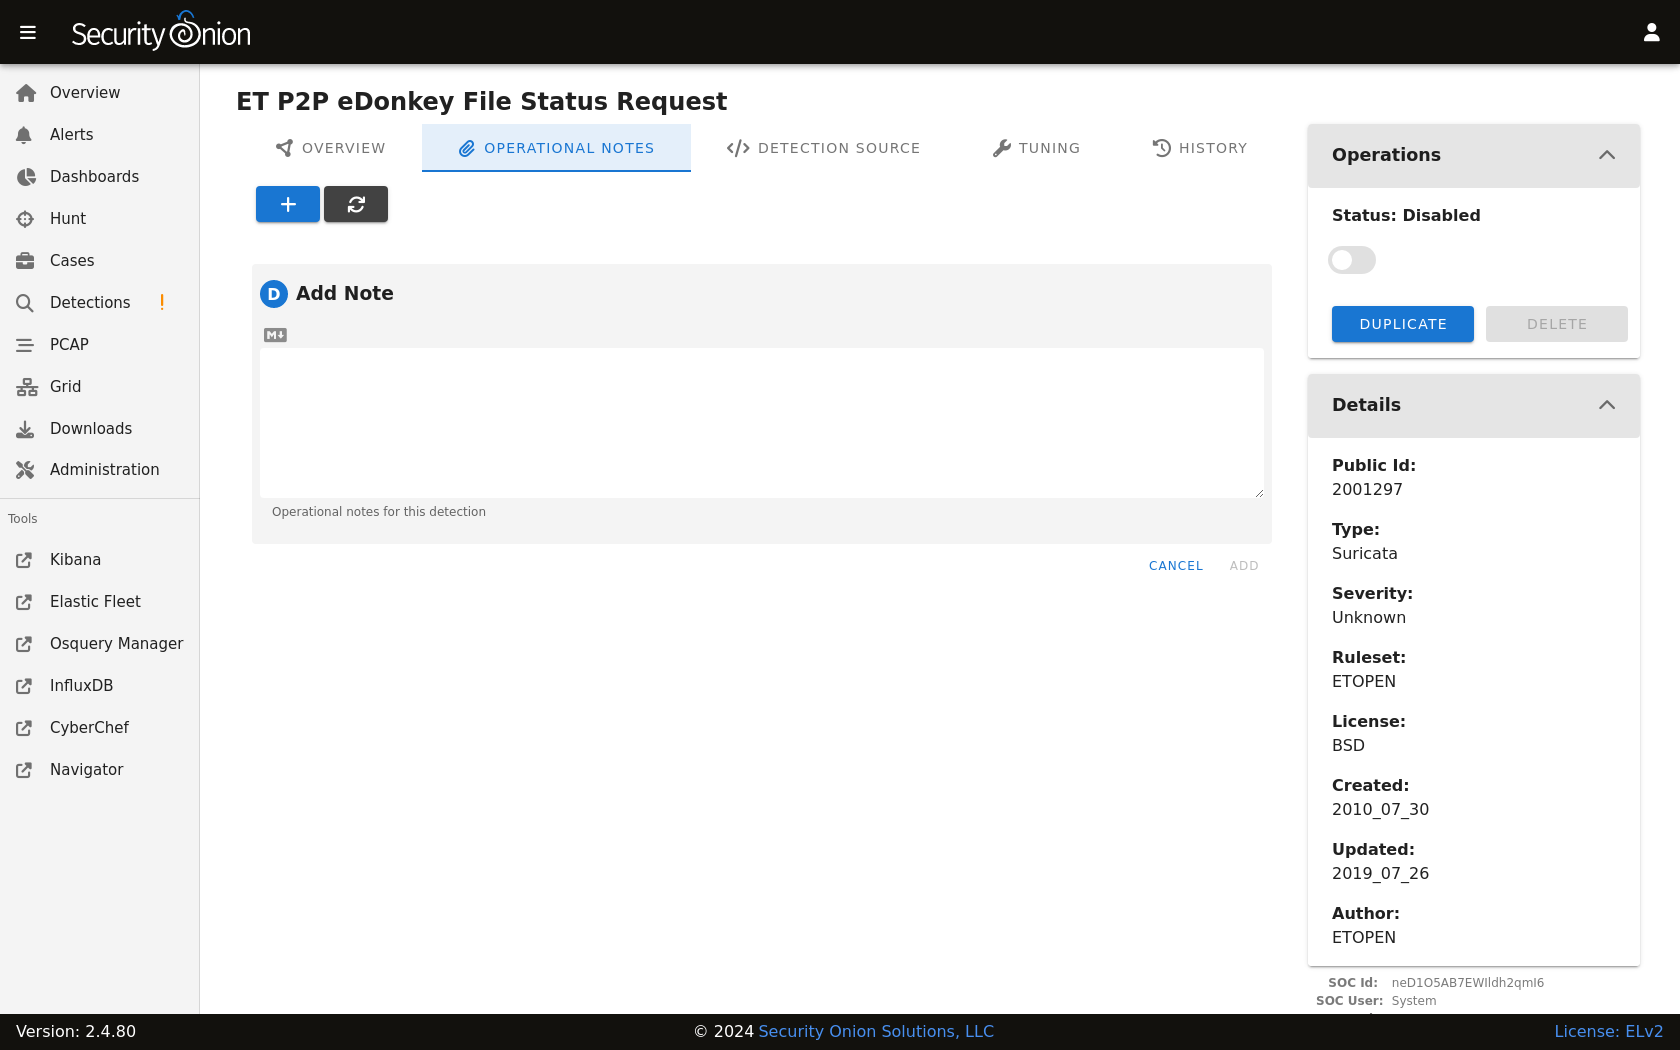 Security Onion
Overview
Alerts
Dashboards
Hunt
Cases
Detections !
PCAP
Grid
Downloads
Administration
Tools
Kibana
Elastic Fleet
Osquery Manager
InfluxDB
CyberChef
Navigator
ET P2P eDonkey File Status Request
OVERVIEW OPERATIONAL NOTES DETECTION SOURCE TUNING HISTORY
D Add Note
M
Operational notes for this detection
CANCEL ADD
Operations
Status: Disabled
DUPLICATE DELETE
Details
Public Id:
2001297
Type:
Suricata
Severity:
Unknown
Ruleset:
ETOPEN
License:
BSD
Created:
2010_07_30
Updated:
2019_07_26
Author:
ETOPEN
SOC Id: neD1O5AB7EWIldh2qmI6
SOC User: System
Version: 2.4.80 © 2024 Security Onion Solutions, LLC License: ELv2